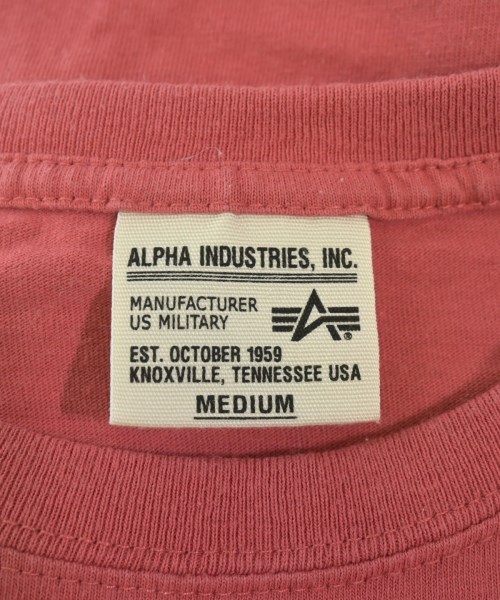 ALPHA INDUSTRIES, INC.
MANUFACTURER
US MILITARY
A®
EST. OCTOBER 1959
KNOXVILLE, TENNESSEE USA
MEDIUM